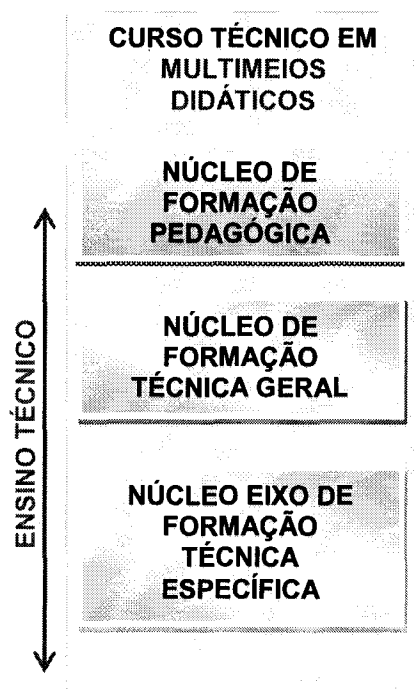 CURSO TÉCNICO EM
MULTIMEIOS
DIDÁTICOS
NÚCLEO DE
FORMAÇÃO
PEDAGÓGICA
NÚCLEO DE
FORMAÇÃO
TÉCNICA GERAL
NÚCLEO EIXO DE
FORMAÇÃO
TÉCNICA
ESPECÍFICA
ENSINO TÉCNICO